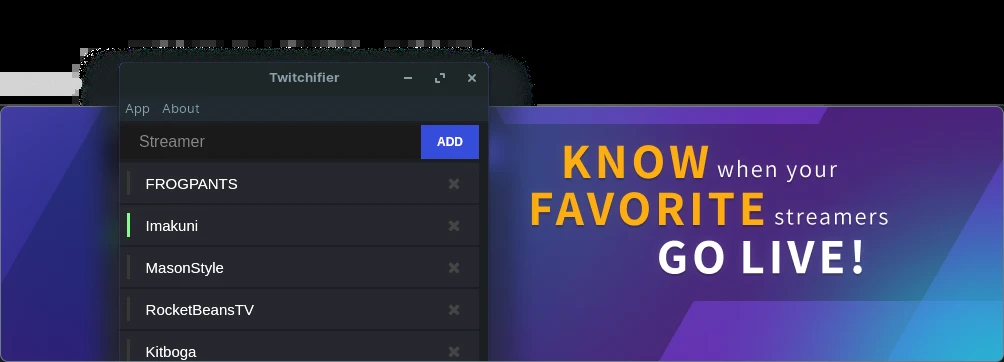 Twitchifier
App About
Streamer ADD
FROGPANTS
Imakuni
MasonStyle
RocketBeansTV
Kitboga
KNOW when your
FAVORITE streamers
GO LIVE!